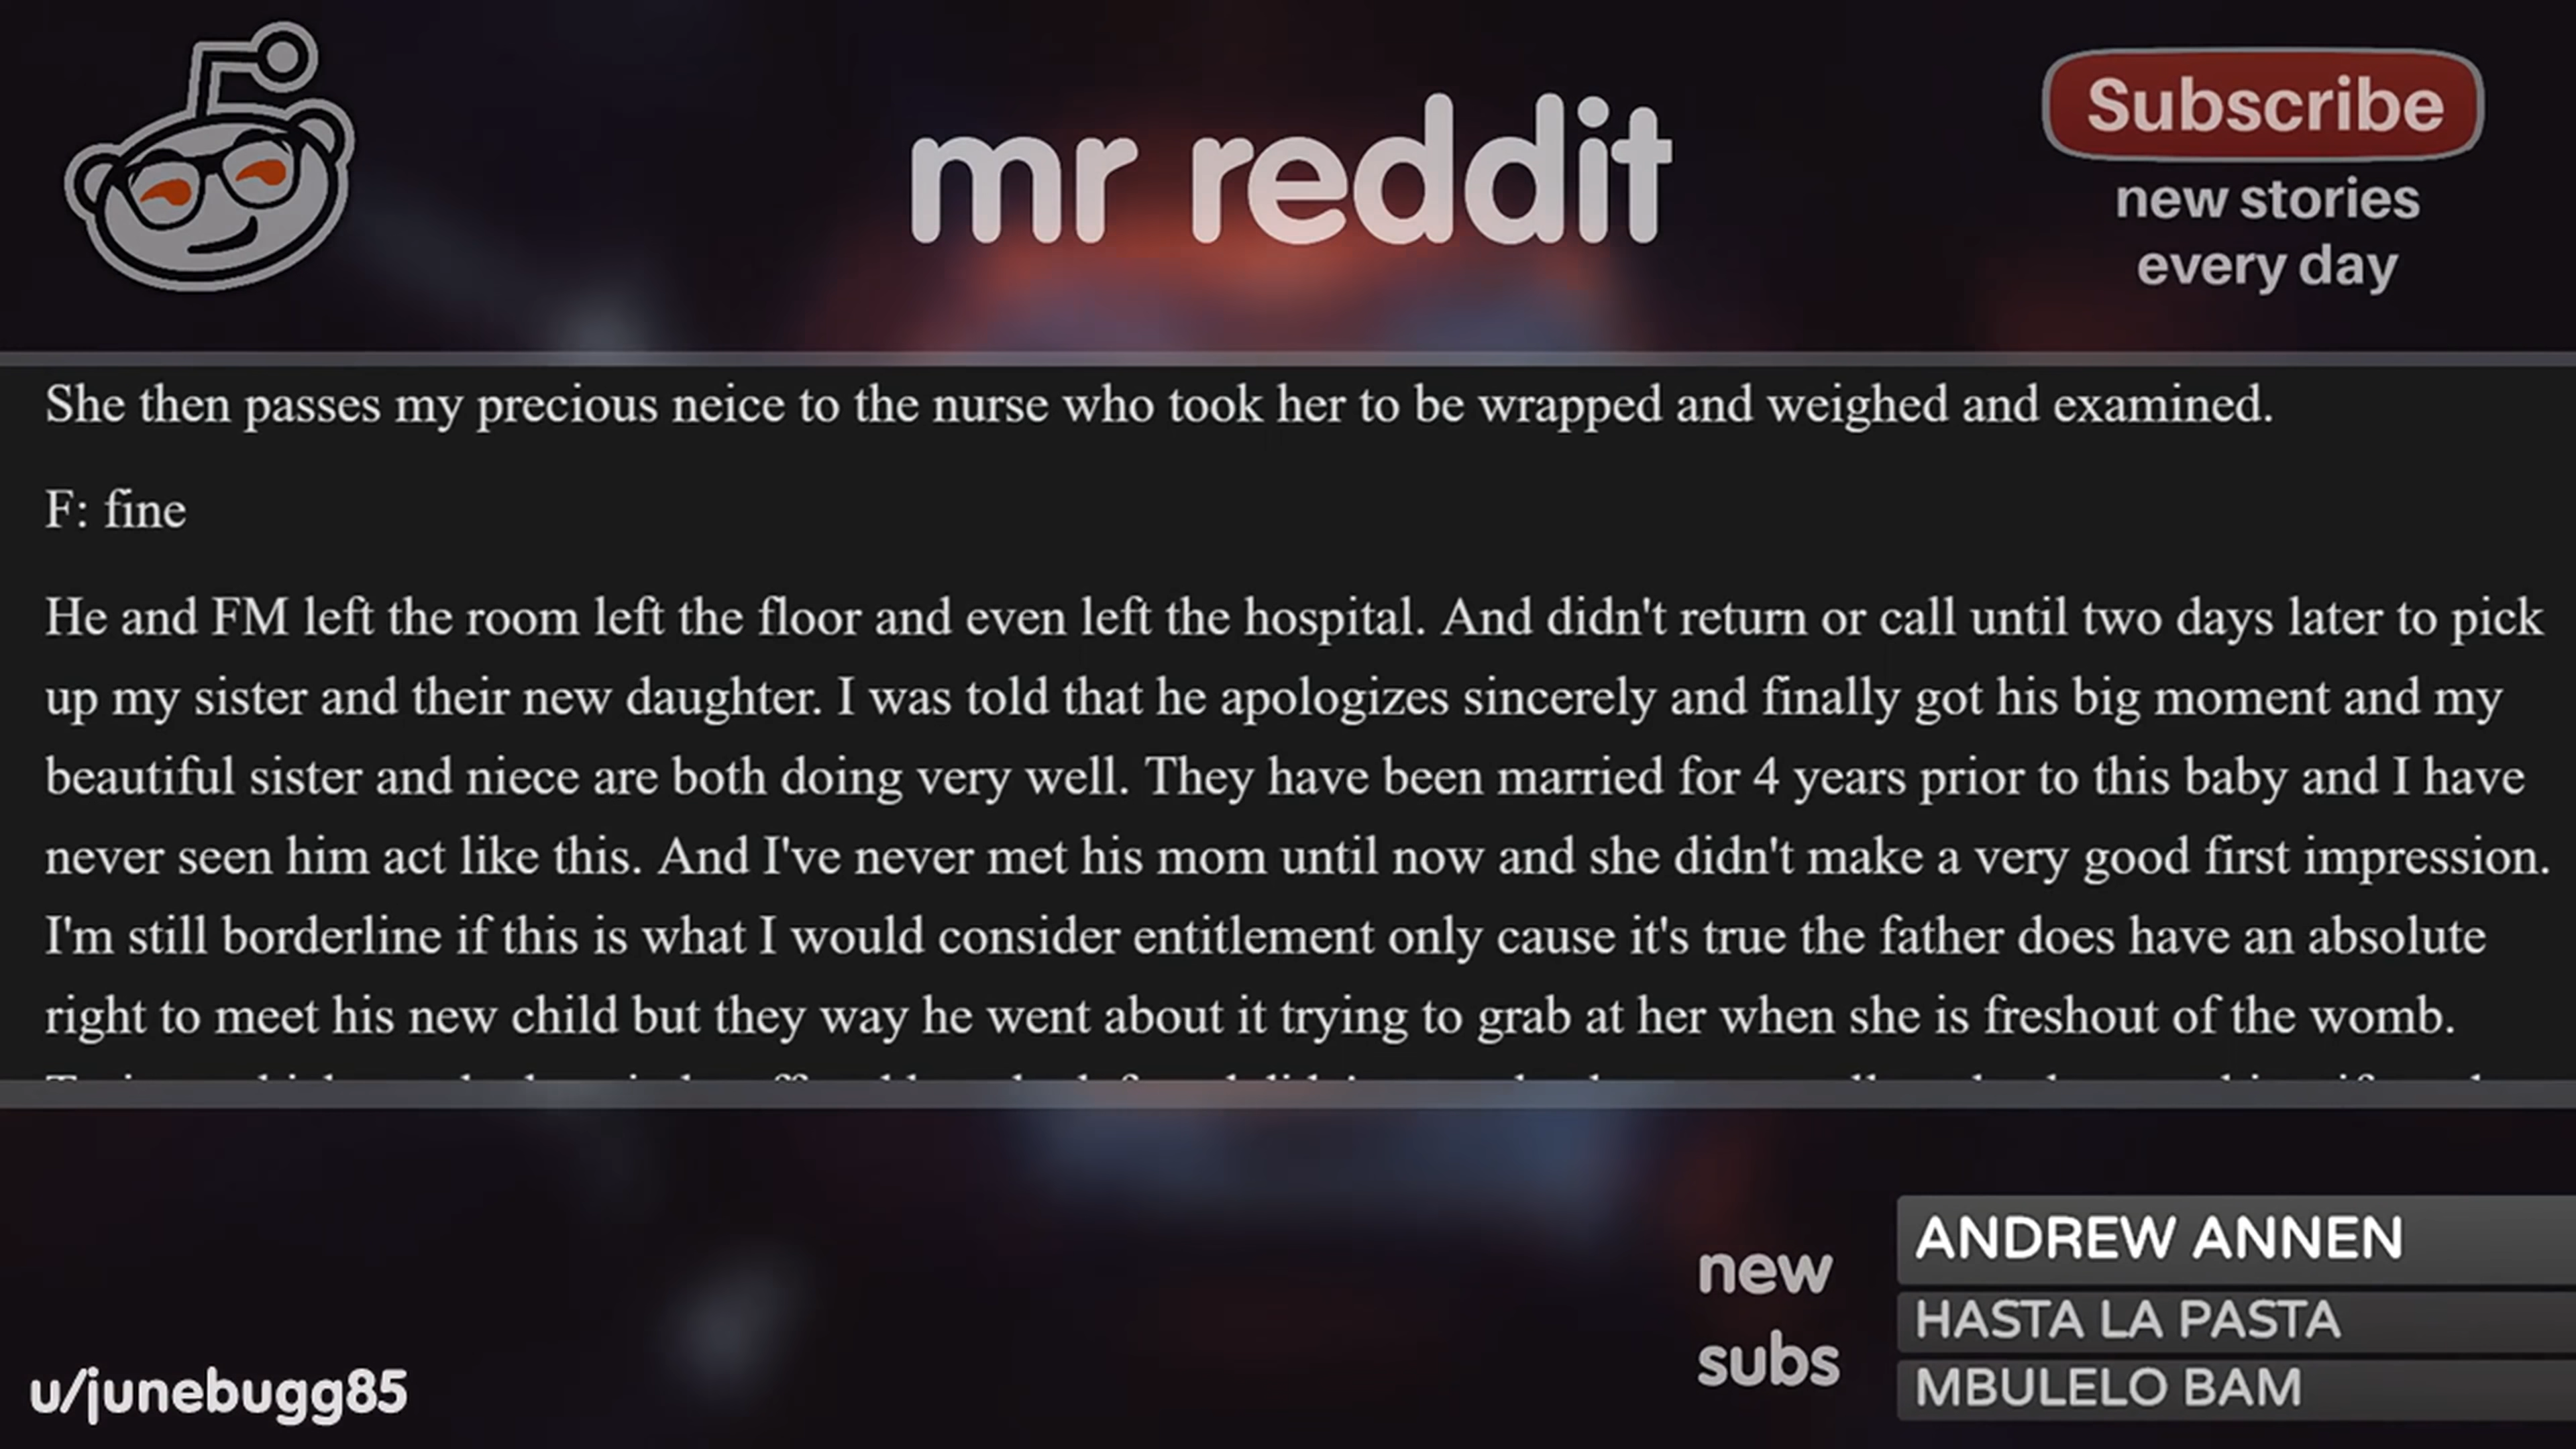 mr reddit
Subscribe
new stories
every day
She then passes my precious neice to the nurse who took her to be wrapped and weighed and examined.
F: fine
He and FM left the room left the floor and even left the hospital. And didn't return or call until two days later to pick
up my sister and their new daughter. I was told that he apologizes sincerely and finally got his big moment and my
beautiful sister and niece are both doing very well. They have been married for 4 years prior to this baby and I have
never seen him act like this. And I've never met his mom until now and she didn't make a very good first impression.
I'm still borderline if this is what I would consider entitlement only cause it's true the father does have an absolute
right to meet his new child but they way he went about it trying to grab at her when she is freshout of the womb.
new
subs
ANDREW ANNEN
HASTA LA PASTA
MBULELO BAM
u/junebugg85